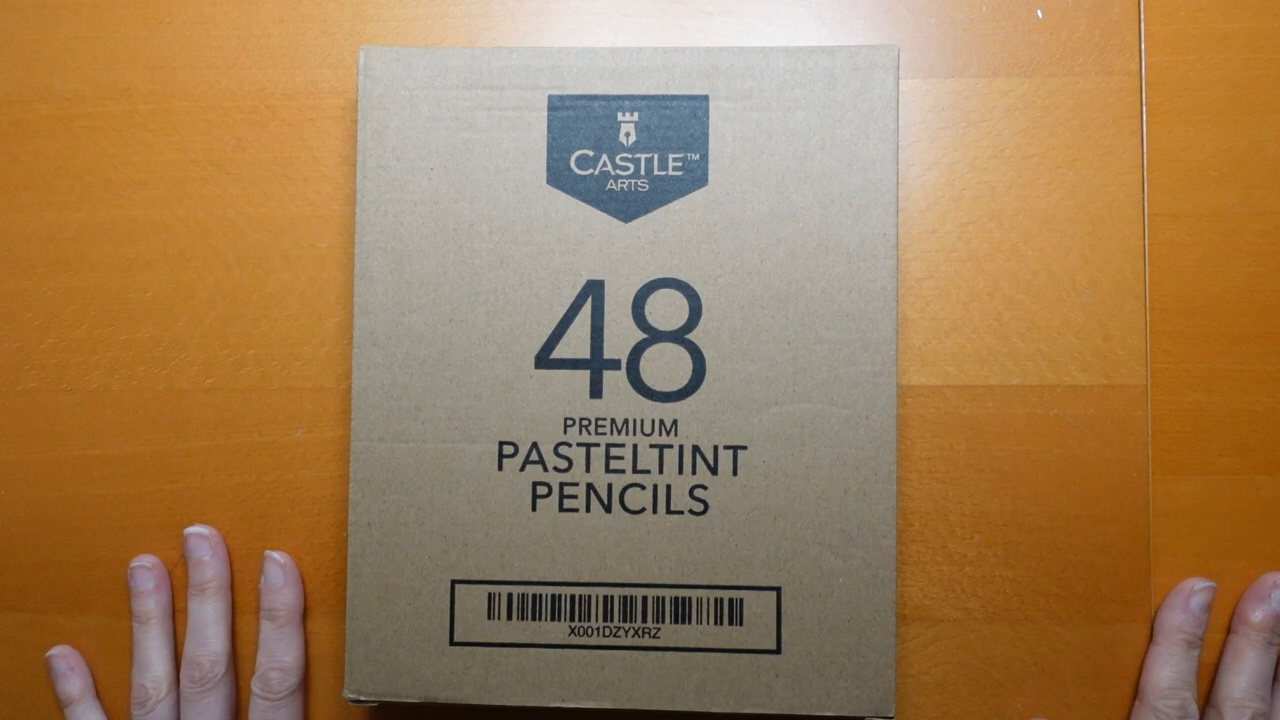 CASTLE™
ARTS
48
PREMIUM
PASTELTINT
PENCILS
X001DZYXRZ